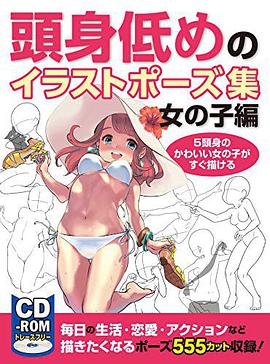 頭身低めの
イラストポーズ集
女の子編
5頭身の
かわいい女の子が
すぐ描ける
CD
-ROM
トレースフリー
毎日の生活・恋愛・アクションなど
描きたくなるポーズ555カット収録!